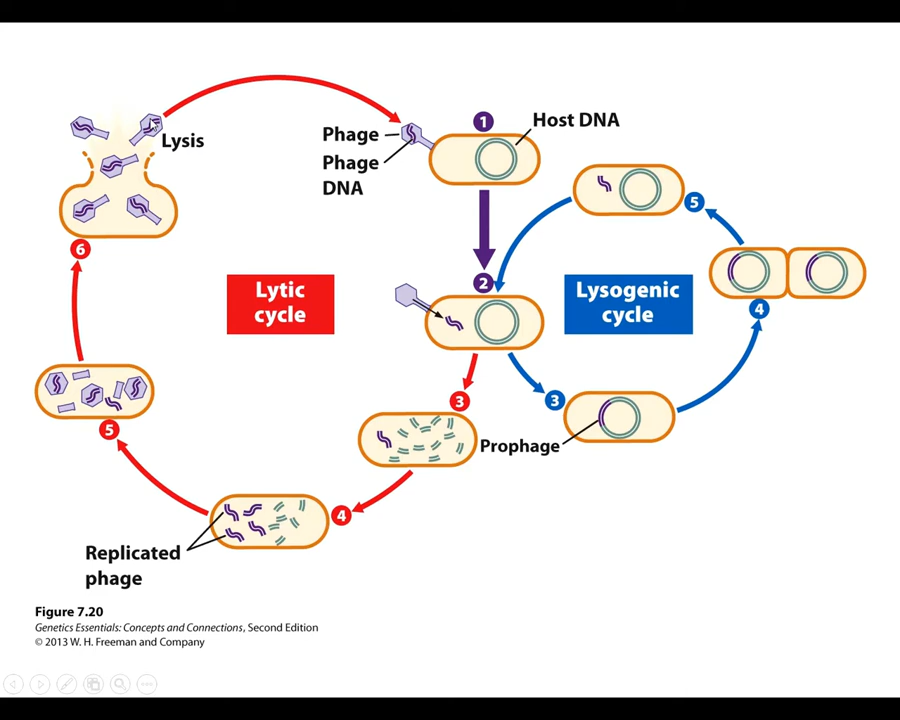 1
Host DNA
Phage
Phage
DNA
Lysis
5
6
2
Lytic
cycle
Lysogenic
cycle
4
3
3
Prophage
5
4
Replicated
phage
Figure 7.20
Genetics Essentials: Concepts and Connections, Second Edition
© 2013 W. H. Freeman and Company